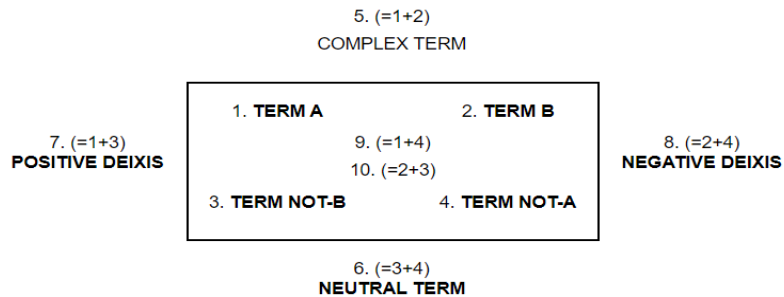 5. (=1+2)
COMPLEX TERM
1. TERM A
2. TERM B
7. (=1+3)
POSITIVE DEIXIS
9. (=1+4)
10. (=2+3)
8. (=2+4)
NEGATIVE DEIXIS
3. TERM NOT-B
4. TERM NOT-A
6. (=3+4)
NEUTRAL TERM